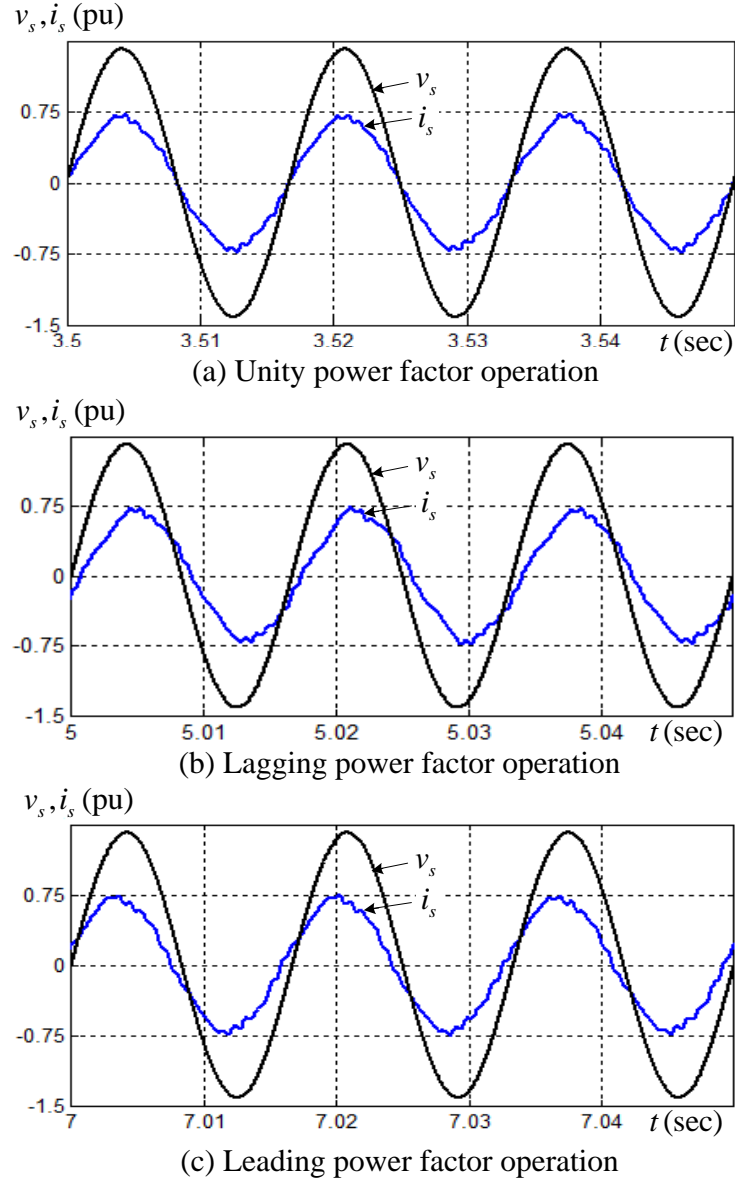 v_s, i_s (pu)
v_s
0.75
i_s
0
-0.75
-1.5
3.5 3.51 3.52 3.53 3.54 t (sec)
(a) Unity power factor operation
v_s, i_s (pu)
v_s
0.75
i_s
0
-0.75
-1.5
5 5.01 5.02 5.03 5.04 t (sec)
(b) Lagging power factor operation
v_s, i_s (pu)
v_s
0.75
i_s
0
-0.75
-1.5
7 7.01 7.02 7.03 7.04 t (sec)
(c) Leading power factor operation